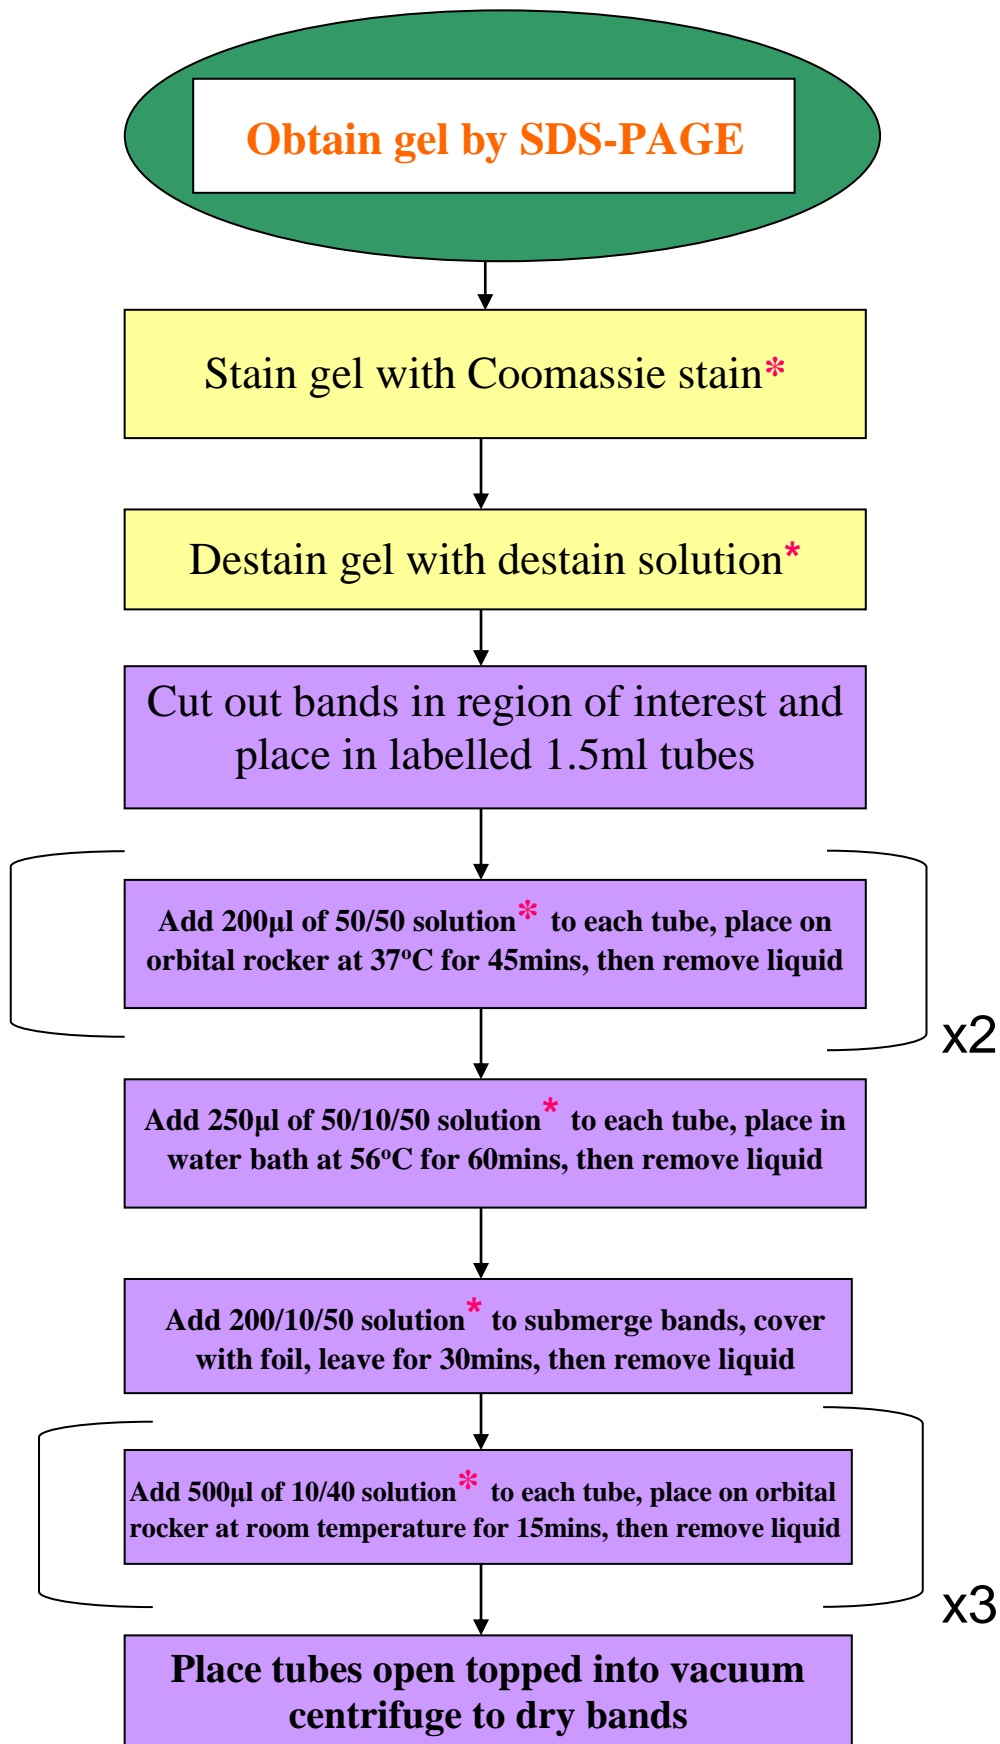 Obtain gel by SDS-PAGE
Stain gel with Coomassie stain*
Destain gel with destain solution*
Cut out bands in region of interest and
place in labelled 1.5ml tubes
Add 200µl of 50/50 solution* to each tube, place on
orbital rocker at 37ºC for 45mins, then remove liquid
x2
Add 250µl of 50/10/50 solution* to each tube, place in
water bath at 56ºC for 60mins, then remove liquid
Add 200/10/50 solution* to submerge bands, cover
with foil, leave for 30mins, then remove liquid
Add 500µl of 10/40 solution* to each tube, place on orbital
rocker at room temperature for 15mins, then remove liquid
x3
Place tubes open topped into vacuum
centrifuge to dry bands